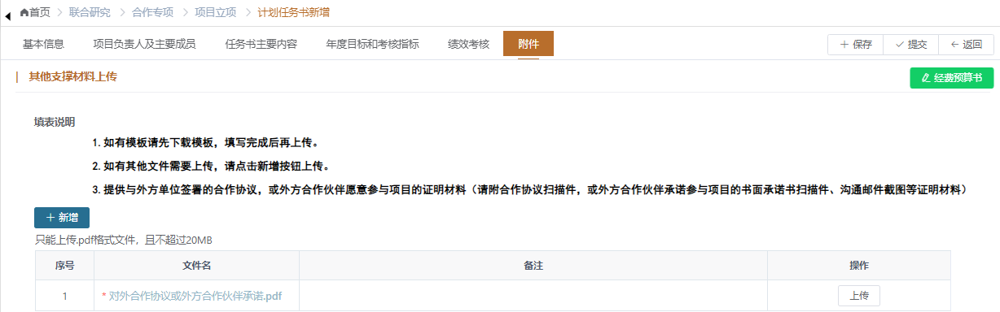 首页 > 联合研究 > 合作专项 > 项目立项 > 计划任务书新增
基本信息 项目负责人及主要成员 任务书主要内容 年度目标和考核指标 绩效考核 附件 保存 提交 返回
其他支撑材料上传 经费预算书
填表说明
1. 如有模板请先下载模板，填写完成后再上传。
2. 如有其他文件需要上传，请点击新增按钮上传。
3. 提供与外方单位签署的合作协议，或外方合作伙伴愿意参与项目的证明材料（请附合作协议扫描件，或外方合作伙伴承诺参与项目的书面承诺书扫描件、沟通邮件截图等证明材料）
+ 新增
只能上传.pdf格式文件，且不超过20MB
序号 文件名 备注 操作
1 * 对外合作协议或外方合作伙伴承诺.pdf 上传